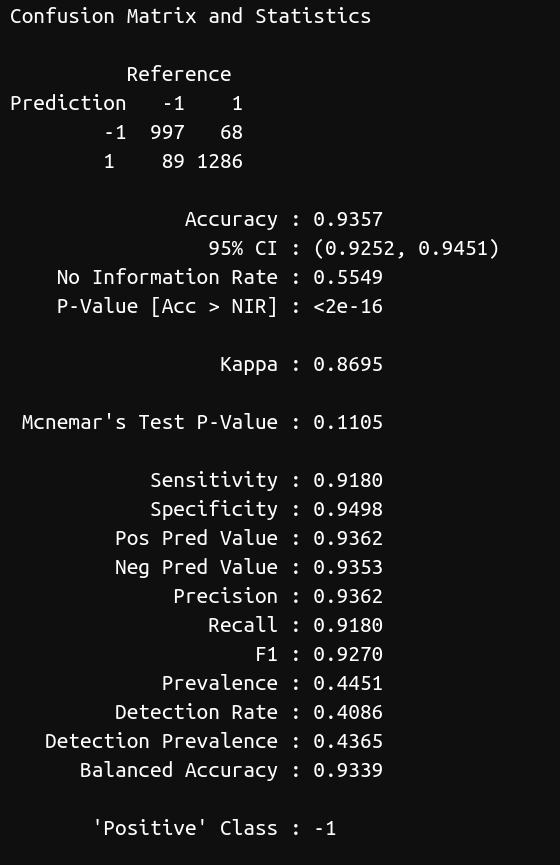 Confusion Matrix and Statistics
Reference
Prediction -1 1
-1 997 68
1 89 1286
Accuracy : 0.9357
95% CI : (0.9252, 0.9451)
No Information Rate : 0.5549
P-Value [Acc > NIR] : <2e-16
Kappa : 0.8695
Mcnemar's Test P-Value : 0.1105
Sensitivity : 0.9180
Specificity : 0.9498
Pos Pred Value : 0.9362
Neg Pred Value : 0.9353
Precision : 0.9362
Recall : 0.9180
F1 : 0.9270
Prevalence : 0.4451
Detection Rate : 0.4086
Detection Prevalence : 0.4365
Balanced Accuracy : 0.9339
'Positive' Class : -1